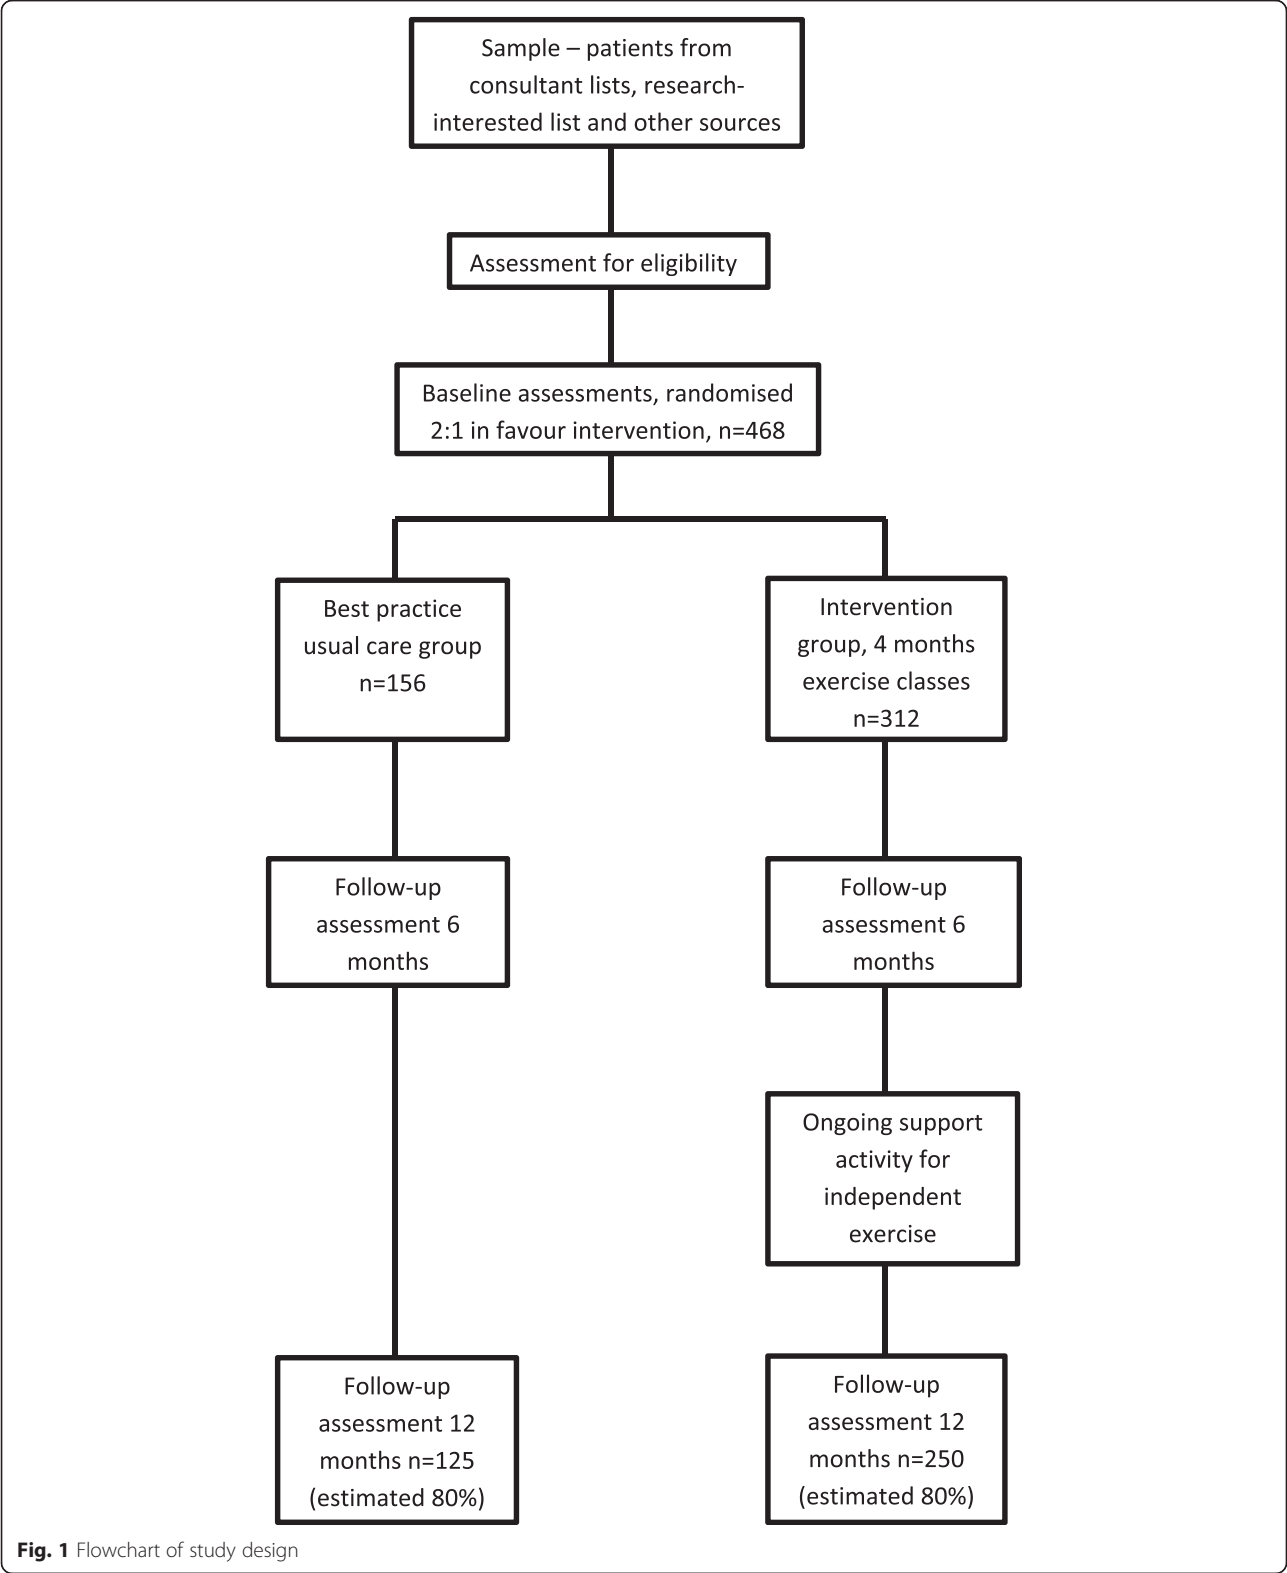 Sample – patients from
consultant lists, research-
interested list and other sources
Assessment for eligibility
Baseline assessments, randomised
2:1 in favour intervention, n=468
Best practice
usual care group
n=156
Intervention
group, 4 months
exercise classes
n=312
Follow-up
assessment 6
months
Follow-up
assessment 6
months
Ongoing support
activity for
independent
exercise
Follow-up
assessment 12
months n=125
(estimated 80%)
Follow-up
assessment 12
months n=250
(estimated 80%)
Fig. 1 Flowchart of study design